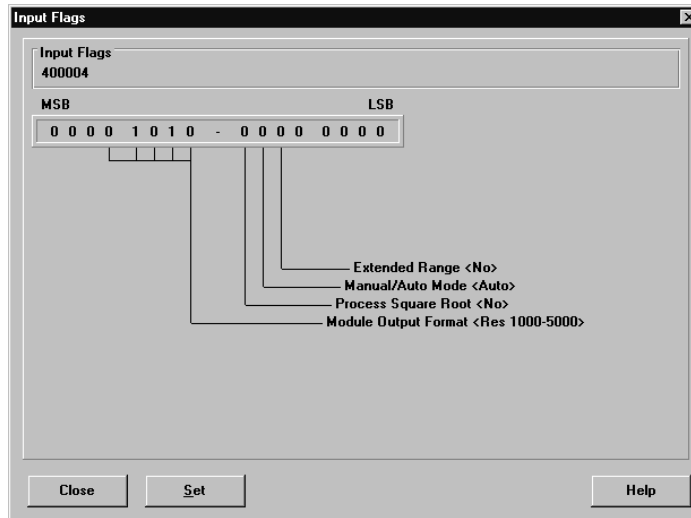 Input Flags
Input Flags
400004
MSB LSB
0 0 0 0 1 0 1 0 - 0 0 0 0 0 0 0 0
Extended Range <No>
Manual/Auto Mode <Auto>
Process Square Root <No>
Module Output Format <Res 1000-5000>
Close Set Help